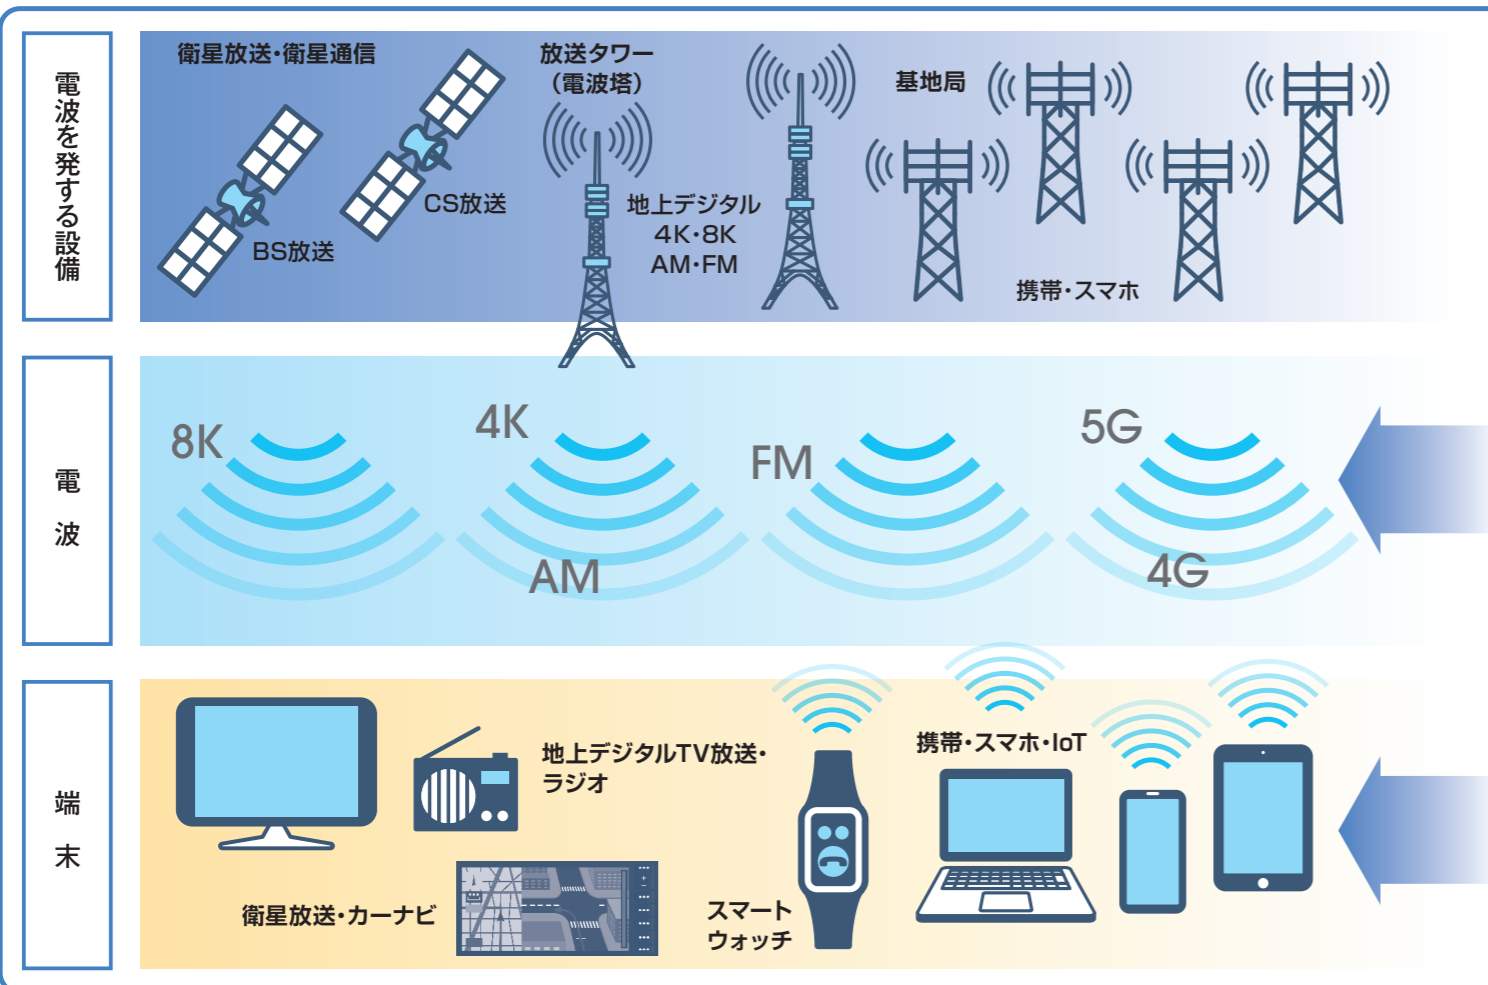 電波を発する設備
衛星放送・衛星通信
BS放送
CS放送
放送タワー
（電波塔）
地上デジタル
4K・8K
AM・FM
基地局
携帯・スマホ
電波
8K
4K
AM
FM
5G
4G
端末
地上デジタルTV放送・
ラジオ
衛星放送・カーナビ
スマート
ウォッチ
携帯・スマホ・IoT